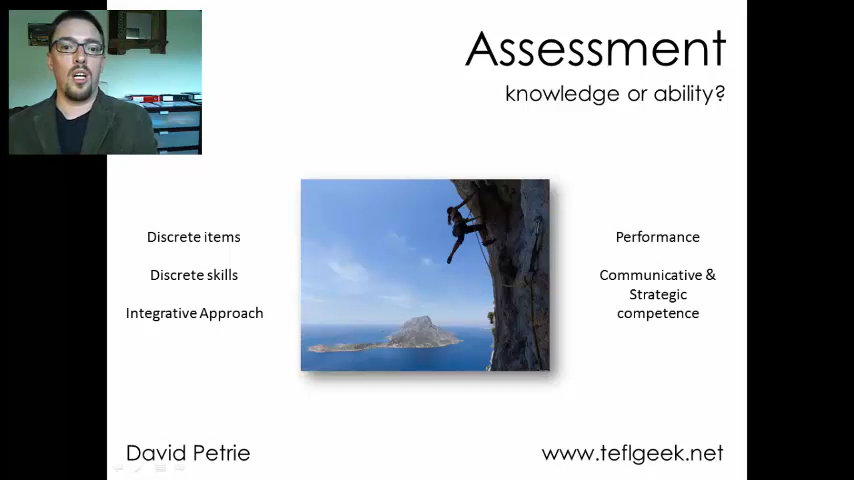 Assessment
knowledge or ability?
Discrete items
Discrete skills
Integrative Approach
Performance
Communicative &
Strategic
competence
David Petrie
www.teflgeek.net